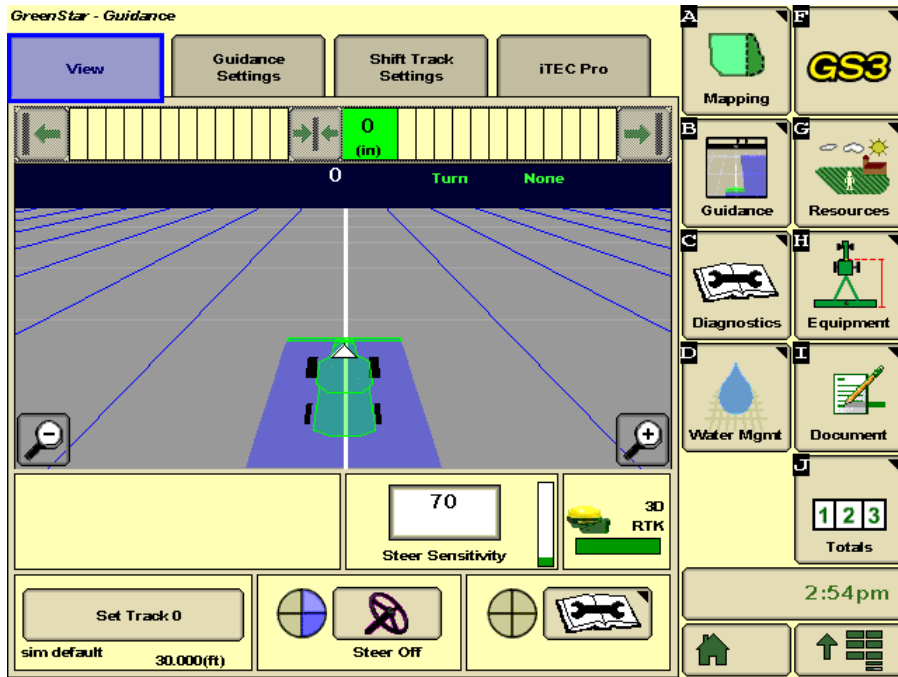 GreenStar - Guidance
View
Guidance
Settings
Shift Track
Settings
iTEC Pro
0
(in)
0 Turn None
70
Steer Sensitivity
3D
RTK
Set Track 0
sim default
30.000(ft)
Steer Off
A
Mapping
F
GS3
B
Guidance
G
Resources
C
Diagnostics
H
Equipment
D
Water Mgmt
I
Document
J
1 2 3
Totals
2:54pm